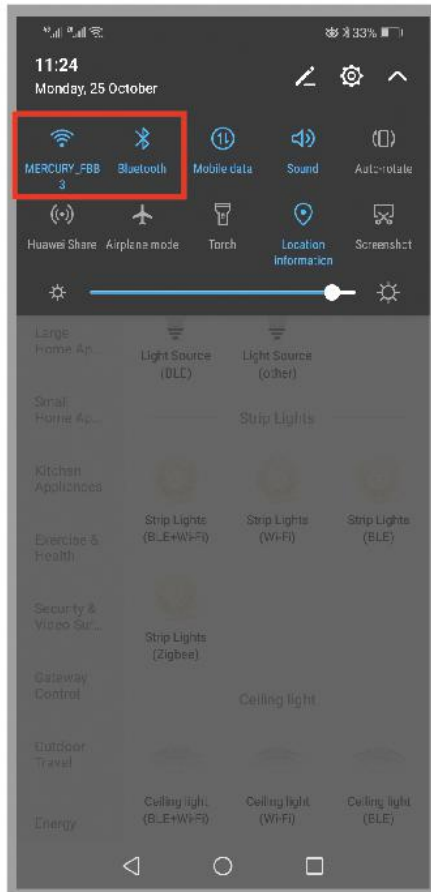 33%
11:24
Monday, 25 October
MERCURY_FBB
3
Bluetooth
Mobile data
Sound
Auto-rotate
Huawei Share
Airplane mode
Torch
Location
information
Screenshot
Large
Home Ap...
Light Source
(BLE)
Light Source
(other)
Small
Home Ap...
Strip Lights
Kitchen
Appliances
Strip Lights
(BLE+Wi-Fi)
Strip Lights
(Wi-Fi)
Strip Lights
(BLE)
Exercise &
Health
Security &
Video Sur...
Strip Lights
(Zigbee)
Gateway
Control
Ceiling light
Outdoor
Travel
Ceiling light
(BLE+Wi-Fi)
Ceiling light
(Wi-Fi)
Ceiling light
(BLE)
Energy